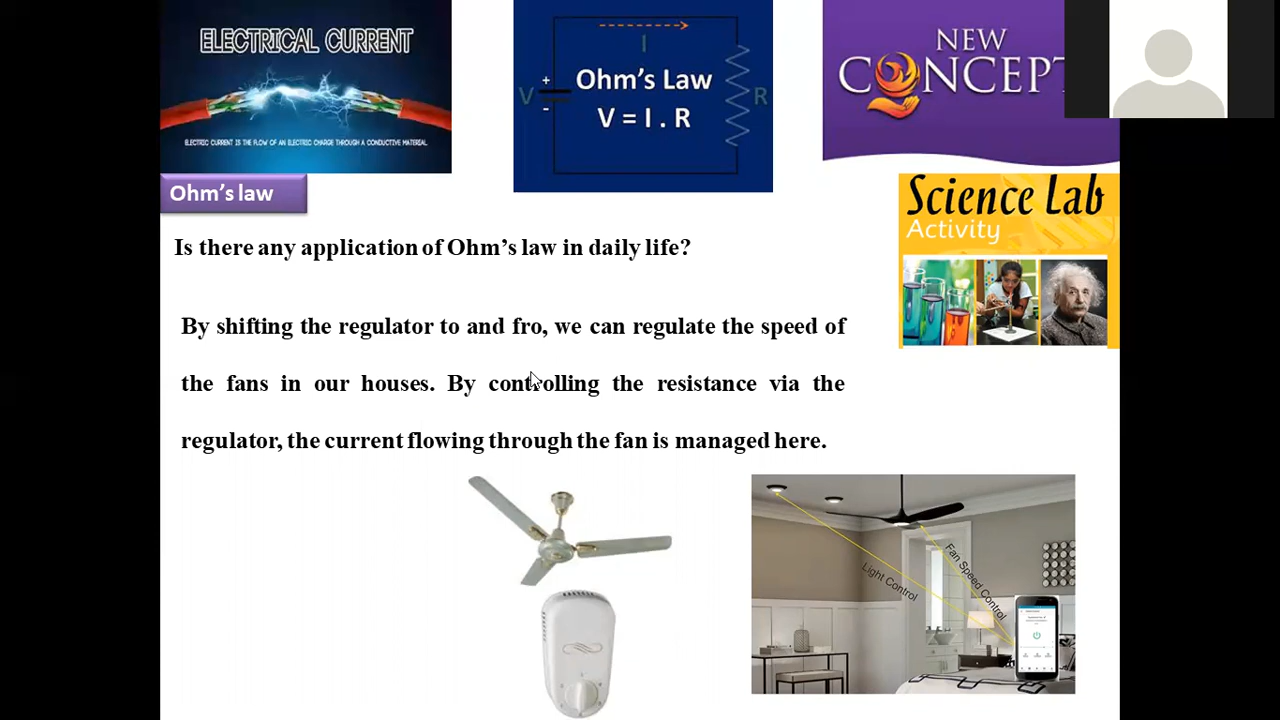 ELECTRICAL CURRENT
ELECTRIC CURRENT IS THE FLOW OF AN ELECTRIC CHARGE THROUGH A CONDUCTIVE MATERIAL.
I
+
Ohm's Law
V
R
-
V = I . R
NEW
CONCEPT
Ohm's law
Science Lab
Activity
Is there any application of Ohm's law in daily life?
By shifting the regulator to and fro, we can regulate the speed of
the fans in our houses. By controlling the resistance via the
regulator, the current flowing through the fan is managed here.
Light Control
Fan Speed Control